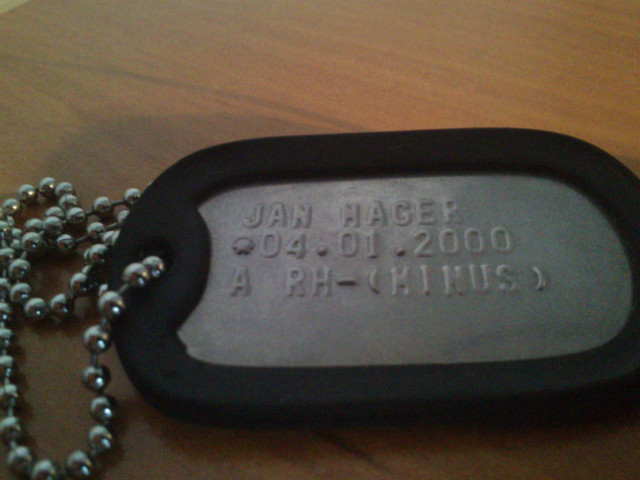 JAN HAGER
*04.01.2000
A RH-(MINUS)